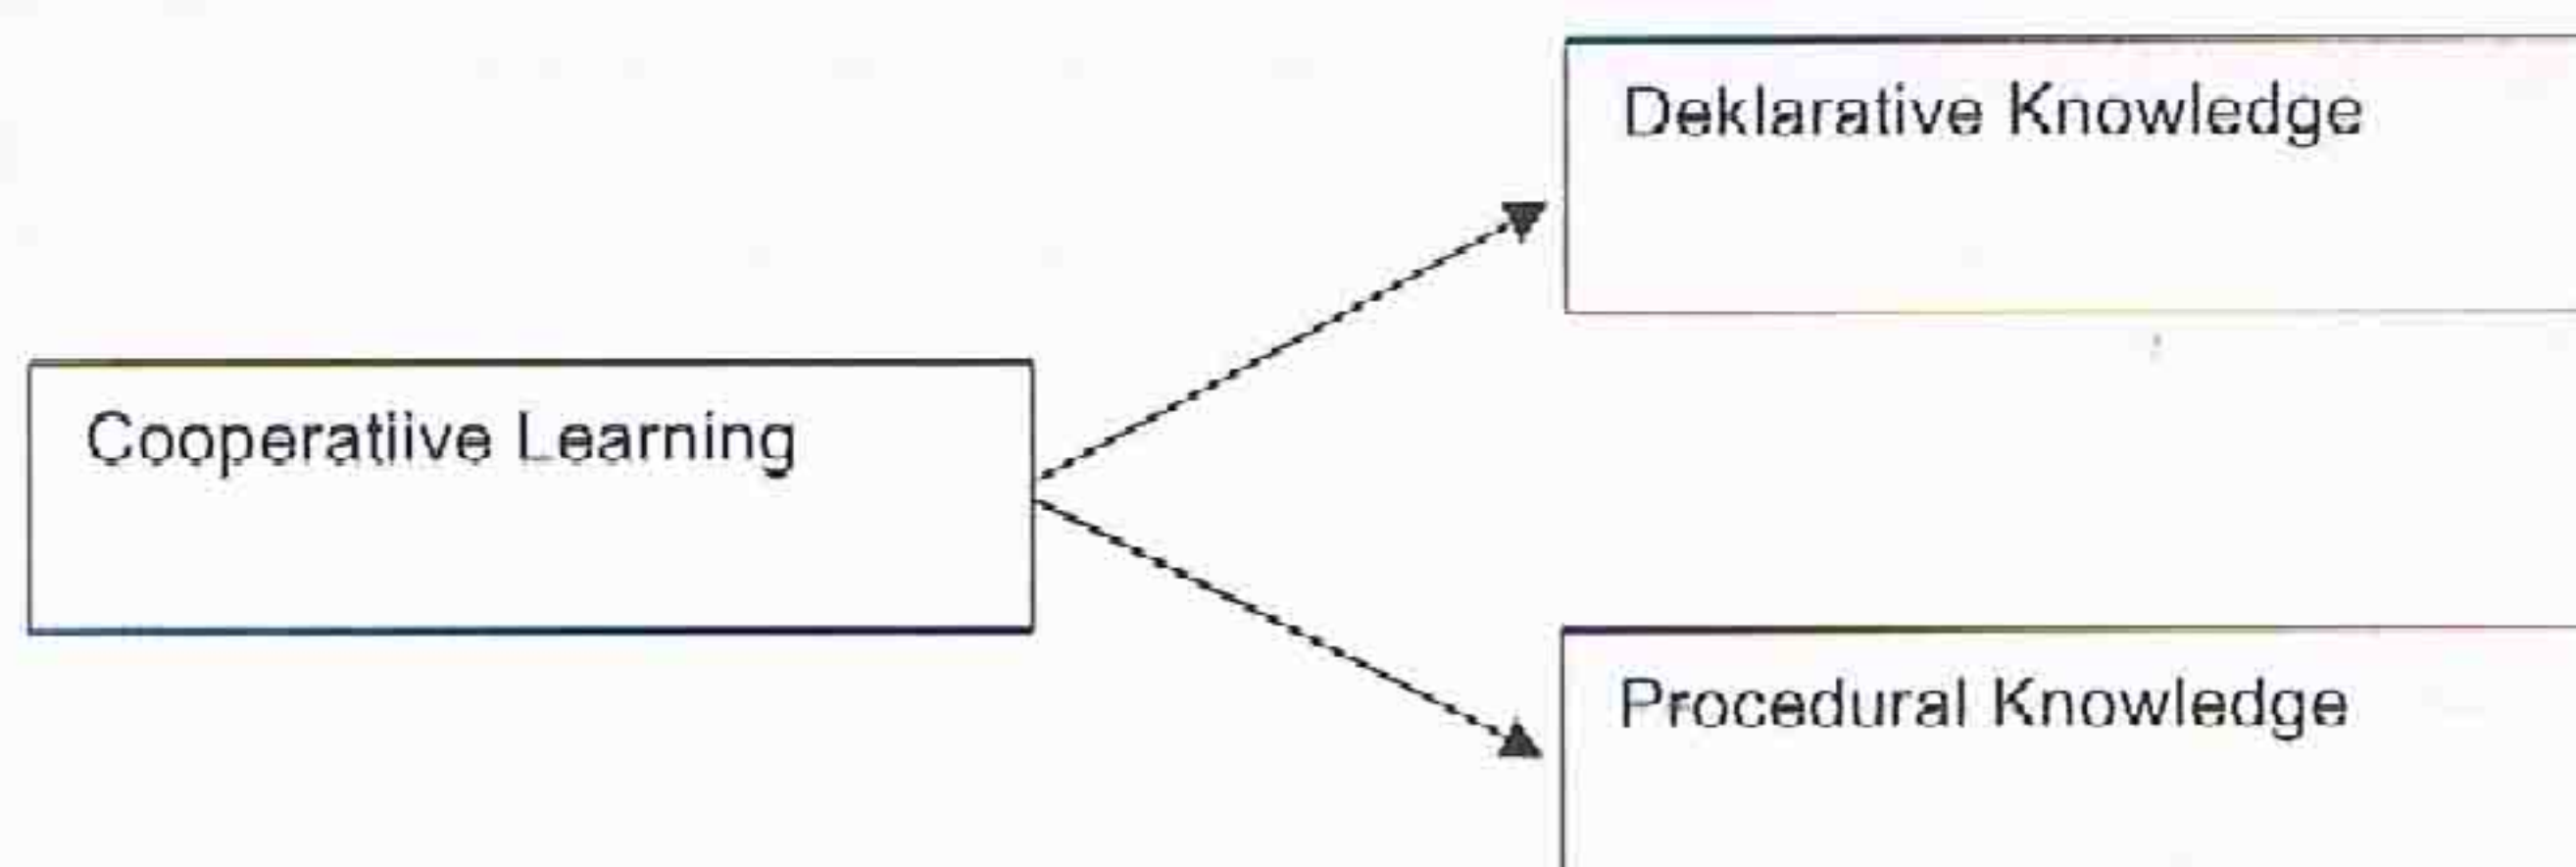 Deklarative Knowledge
Cooperatiive Learning
Procedural Knowledge